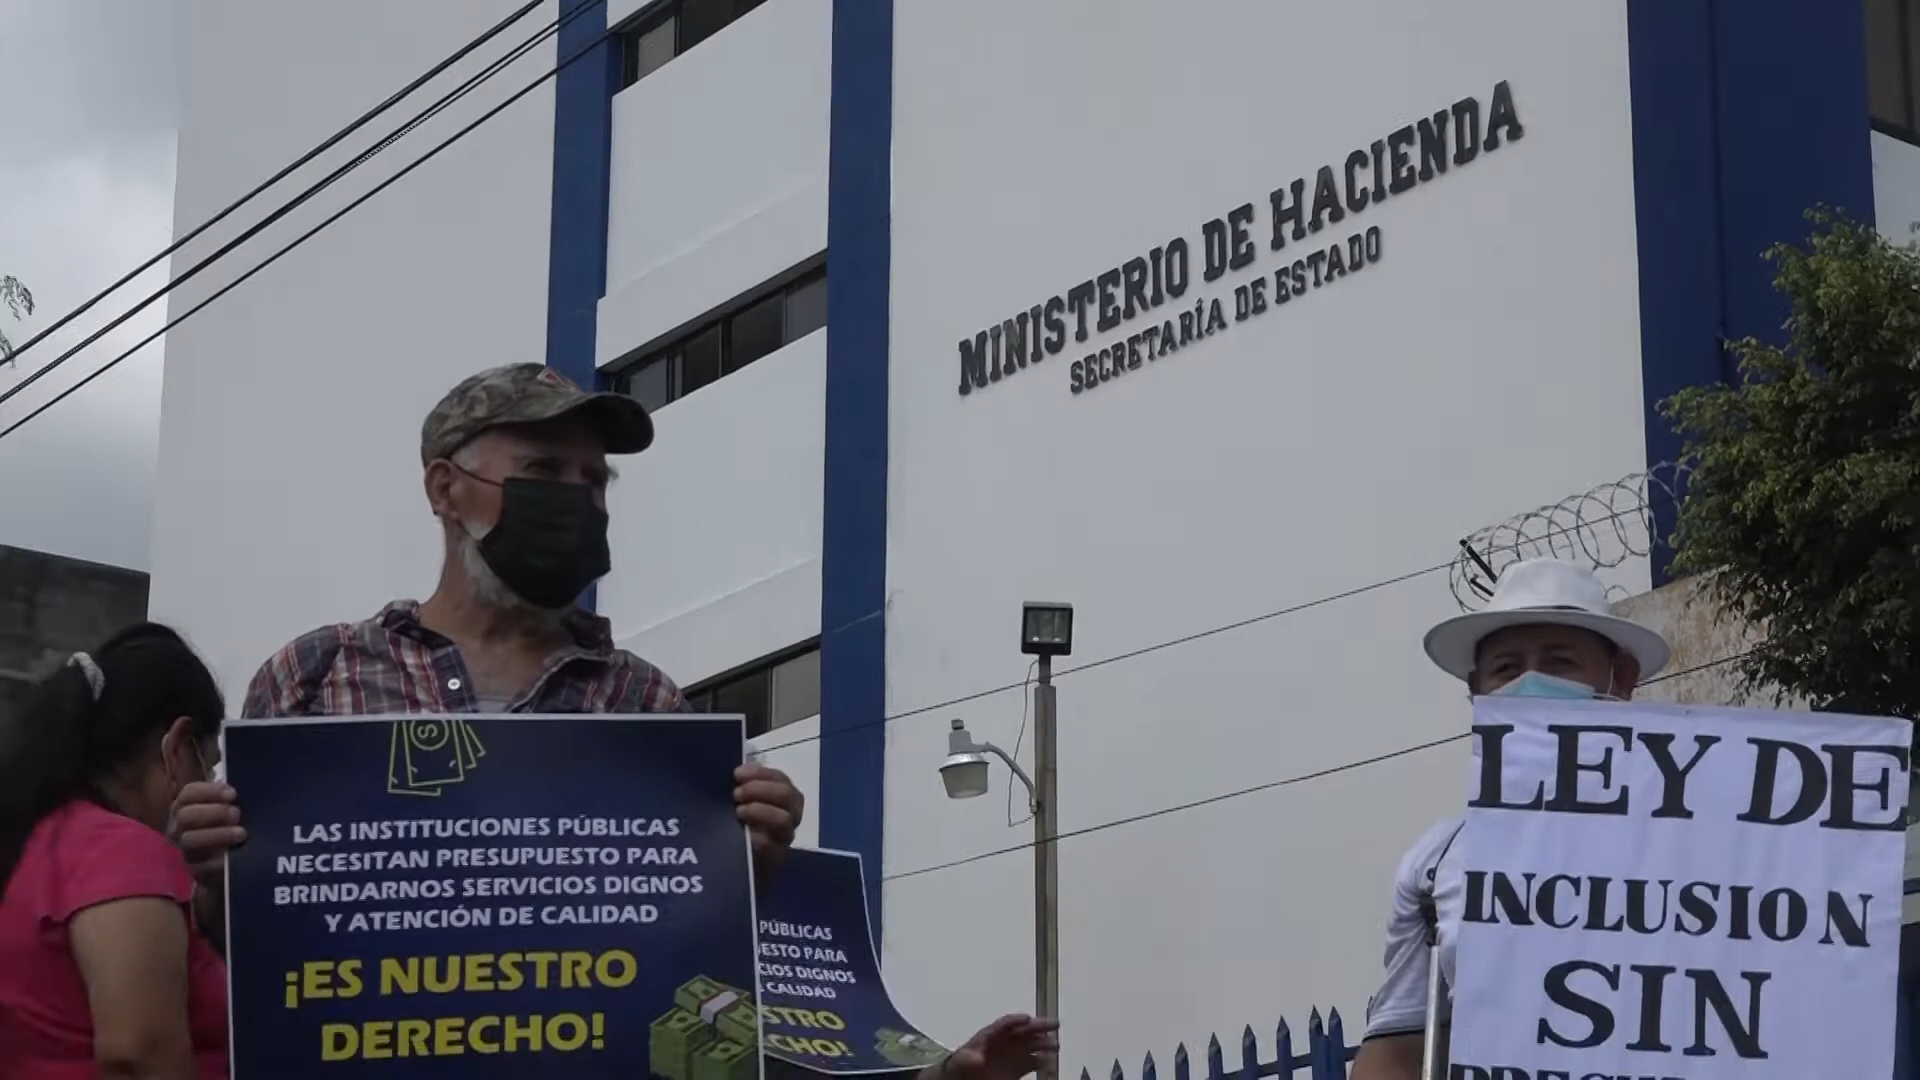 MINISTERIO DE HACIENDA
SECRETARÍA DE ESTADO
LAS INSTITUCIONES PÚBLICAS
NECESITAN PRESUPUESTO PARA
BRINDARNOS SERVICIOS DIGNOS
Y ATENCIÓN DE CALIDAD
¡ES NUESTRO
DERECHO!
PÚBLICAS
ESTO PARA
CIOS DIGNOS
CALIDAD
STRO
CHO!
LEY DE
INCLUSION
SIN